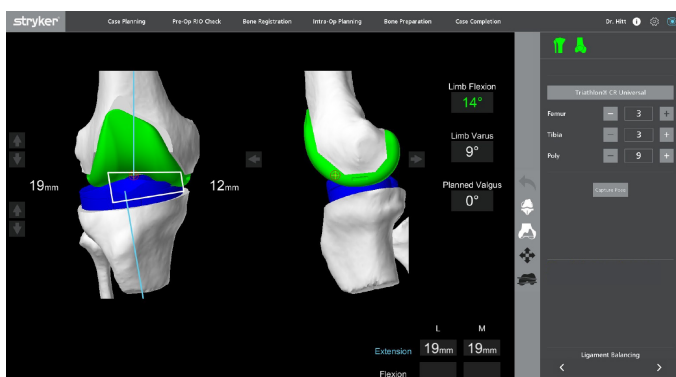 stryker
Case Planning
Pre-Op RIO Check
Bone Registration
Intra-Op Planning
Bone Preparation
Case Completion
Dr. Hitt
Triathlon® CR Universal
Femur
− 3 +
Tibia
− 3 +
Poly
− 9 +
Capture Pose
Limb Flexion
14°
Limb Varus
9°
Planned Valgus
0°
19mm
12mm
L M
Extension 19mm 19mm
Flexion
Ligament Balancing
< >